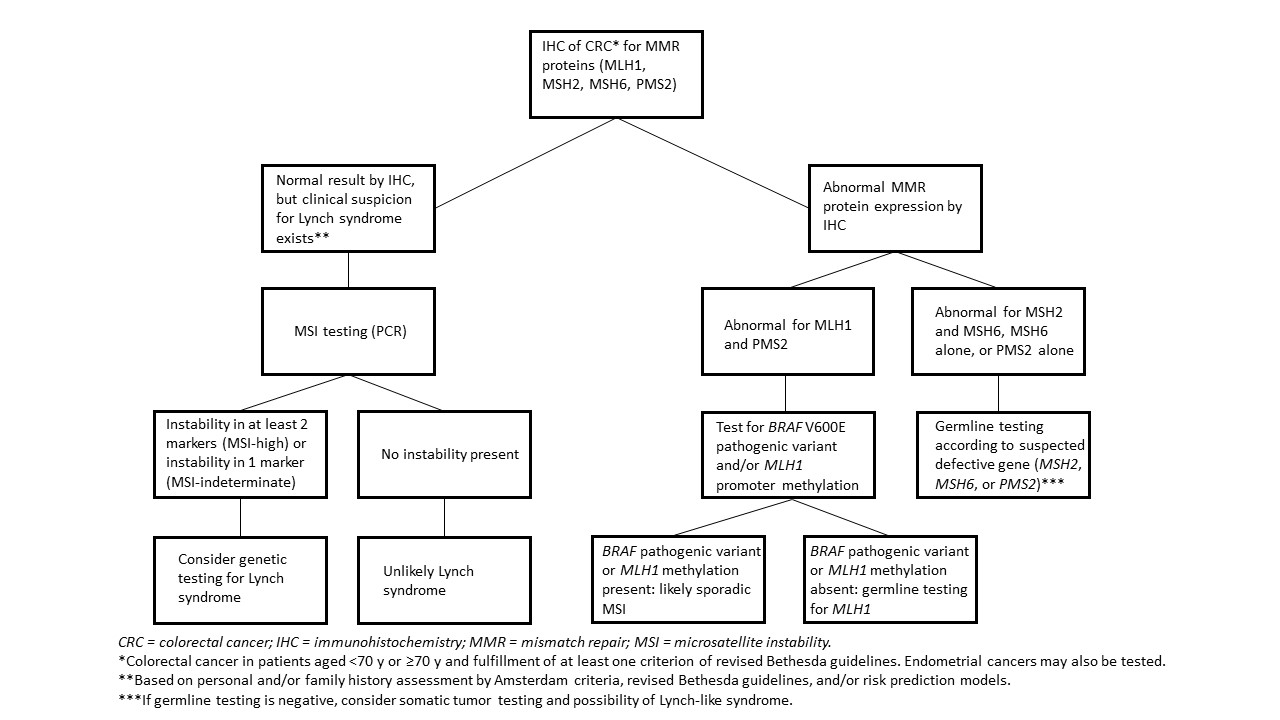 IHC of CRC* for MMR
proteins (MLH1,
MSH2, MSH6, PMS2)
Normal result by IHC,
but clinical suspicion
for Lynch syndrome
exists**
Abnormal MMR
protein expression by
IHC
MSI testing (PCR)
Abnormal for MLH1
and PMS2
Abnormal for MSH2
and MSH6, MSH6
alone, or PMS2 alone
Instability in at least 2
markers (MSI-high) or
instability in 1 marker
(MSI-indeterminate)
No instability present
Test for BRAF V600E
pathogenic variant
and/or MLH1
promoter methylation
Germline testing
according to suspected
defective gene (MSH2,
MSH6, or PMS2)***
Consider genetic
testing for Lynch
syndrome
Unlikely Lynch
syndrome
BRAF pathogenic variant
or MLH1 methylation
present: likely sporadic
MSI
BRAF pathogenic variant
or MLH1 methylation
absent: germline testing
for MLH1
CRC = colorectal cancer; IHC = immunohistochemistry; MMR = mismatch repair; MSI = microsatellite instability.
*Colorectal cancer in patients aged <70 y or ≥70 y and fulfillment of at least one criterion of revised Bethesda guidelines. Endometrial cancers may also be tested.
**Based on personal and/or family history assessment by Amsterdam criteria, revised Bethesda guidelines, and/or risk prediction models.
***If germline testing is negative, consider somatic tumor testing and possibility of Lynch-like syndrome.